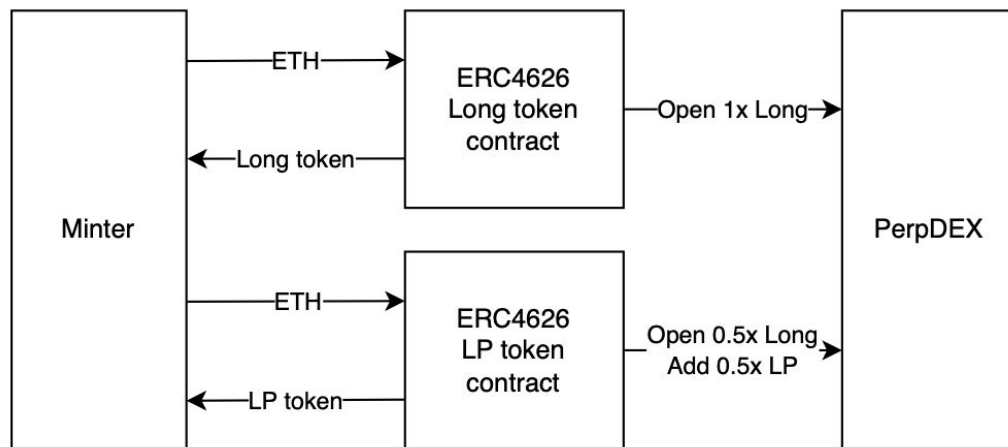 Minter
ETH
Long token
ERC4626
Long token
contract
Open 1x Long
PerpDEX
ETH
LP token
ERC4626
LP token
contract
Open 0.5x Long
Add 0.5x LP